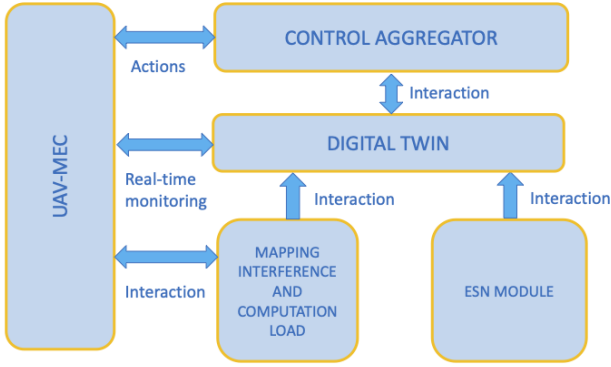 CONTROL AGGREGATOR
Actions
Interaction
UAV-MEC
DIGITAL TWIN
Real-time
monitoring
Interaction
Interaction
MAPPING
INTERFERENCE
AND
COMPUTATION
LOAD
ESN MODULE
Interaction